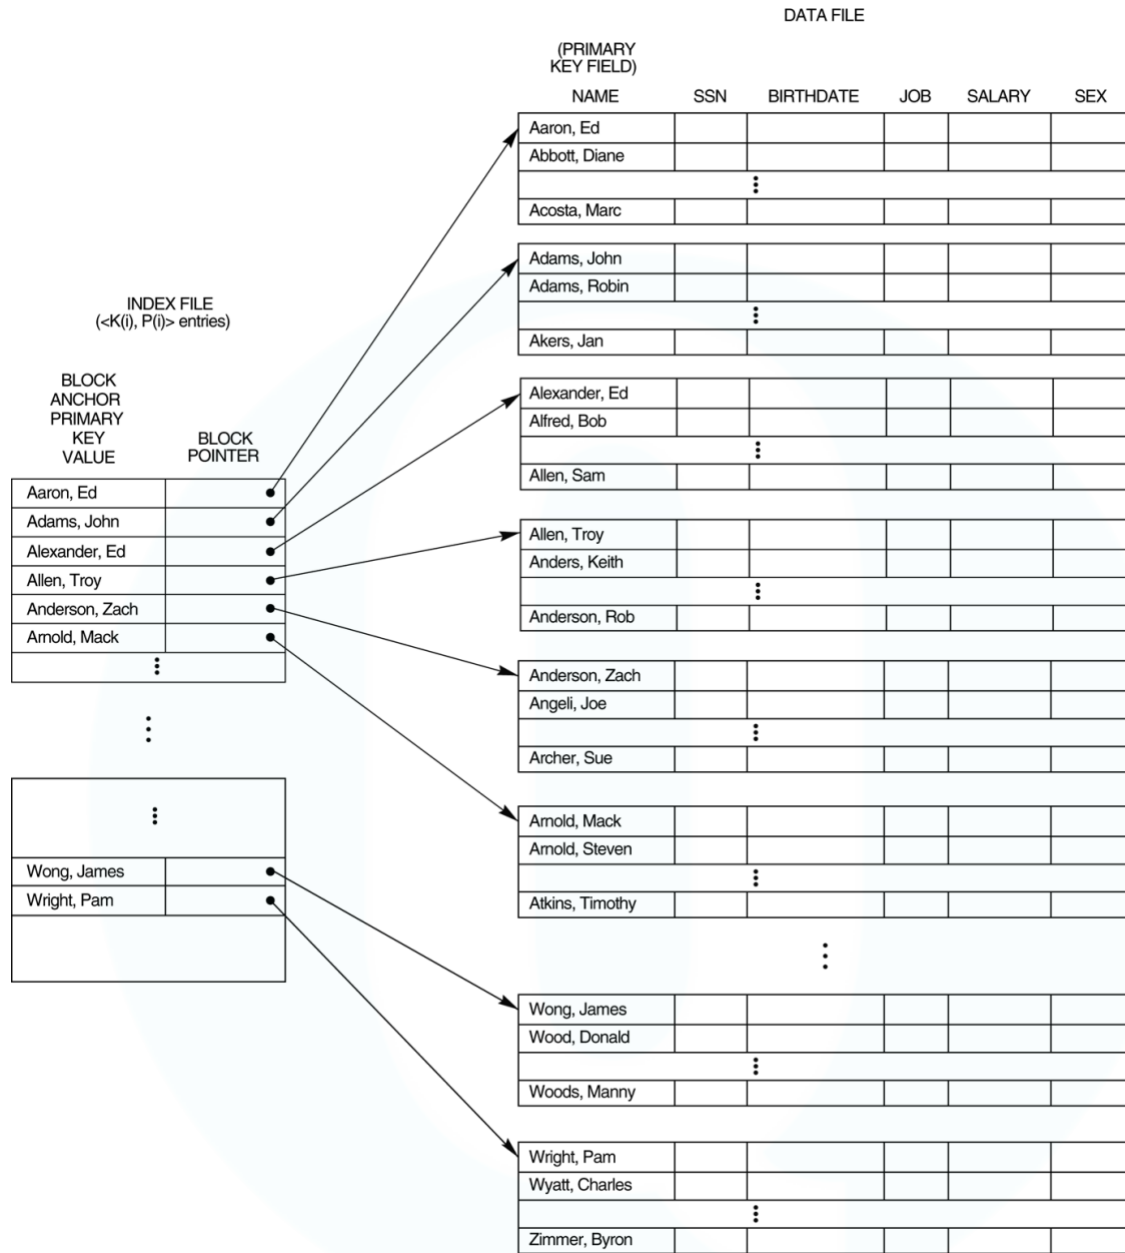 DATA FILE
(PRIMARY
KEY FIELD)
NAME SSN BIRTHDATE JOB SALARY SEX
Aaron, Ed
Abbott, Diane
Acosta, Marc
Adams, John
Adams, Robin
Akers, Jan
Alexander, Ed
Alfred, Bob
Allen, Sam
Allen, Troy
Anders, Keith
Anderson, Rob
Anderson, Zach
Angeli, Joe
Archer, Sue
Arnold, Mack
Arnold, Steven
Atkins, Timothy
Wong, James
Wood, Donald
Woods, Manny
Wright, Pam
Wyatt, Charles
Zimmer, Byron
INDEX FILE
(<K(i), P(i)> entries)
BLOCK
ANCHOR
PRIMARY
KEY
VALUE
BLOCK
POINTER
Aaron, Ed
Adams, John
Alexander, Ed
Allen, Troy
Anderson, Zach
Arnold, Mack
Wong, James
Wright, Pam